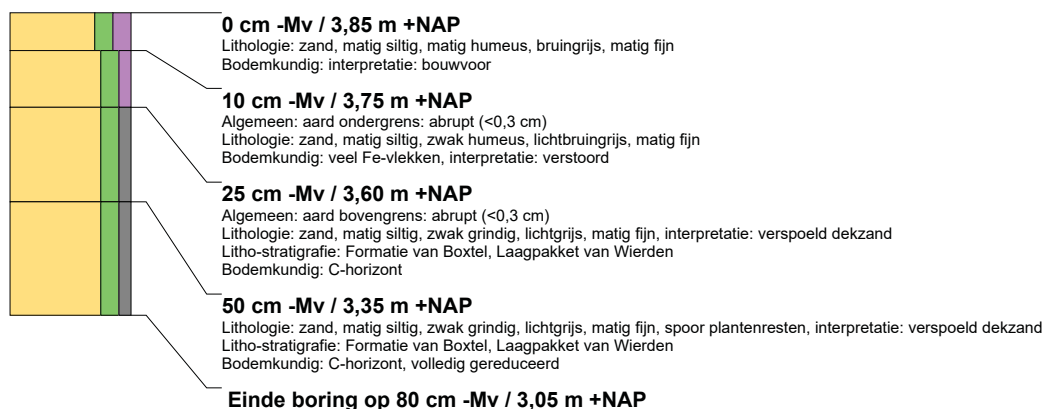 0 cm -Mv / 3,85 m +NAP
Lithologie: zand, matig siltig, matig humeus, bruingrijs, matig fijn
Bodemkundig: interpretatie: bouwvoor
10 cm -Mv / 3,75 m +NAP
Algemeen: aard ondergrens: abrupt (<0,3 cm)
Lithologie: zand, matig siltig, zwak humeus, lichtbruingrijs, matig fijn
Bodemkundig: veel Fe-vlekken, interpretatie: verstoord
25 cm -Mv / 3,60 m +NAP
Algemeen: aard bovengrens: abrupt (<0,3 cm)
Lithologie: zand, matig siltig, zwak grindig, lichtgrijs, matig fijn, interpretatie: verspoeld dekzand
Litho-stratigrafie: Formatie van Boxtel, Laagpakket van Wierden
Bodemkundig: C-horizont
50 cm -Mv / 3,35 m +NAP
Lithologie: zand, matig siltig, zwak grindig, lichtgrijs, matig fijn, spoor plantenresten, interpretatie: verspoeld dekzand
Litho-stratigrafie: Formatie van Boxtel, Laagpakket van Wierden
Bodemkundig: C-horizont, volledig gereduceerd
Einde boring op 80 cm -Mv / 3,05 m +NAP